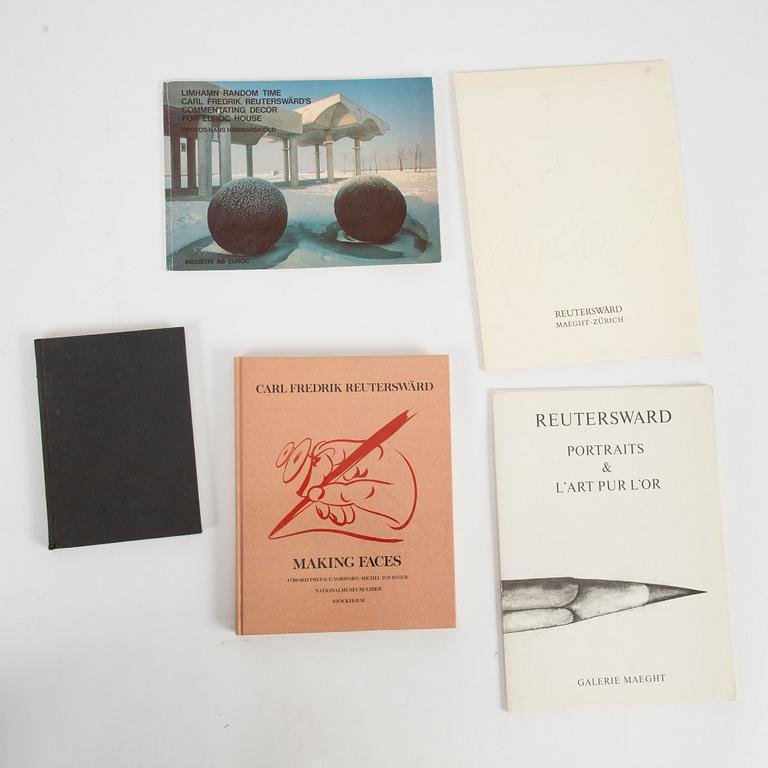 LIMHAMN RANDOM TIME
CARL FREDRIK REUTERSWÄRD'S
COMMENTATING DECOR
FOR EUROC HOUSE
PHOTOS HANS HAMMARSKIÖLD
INDUSTRI AB EUROC
REUTERSWÄRD
MAEGHT-ZÜRICH
CARL FREDRIK REUTERSWÄRD
MAKING FACES
FÖRORD/PREFACE/VORWORT: MICHEL TOURNIER
NATIONALMUSEUM/LIBER
STOCKHOLM
REUTERSWARD
PORTRAITS
&
L'ART PUR L'OR
GALERIE MAEGHT